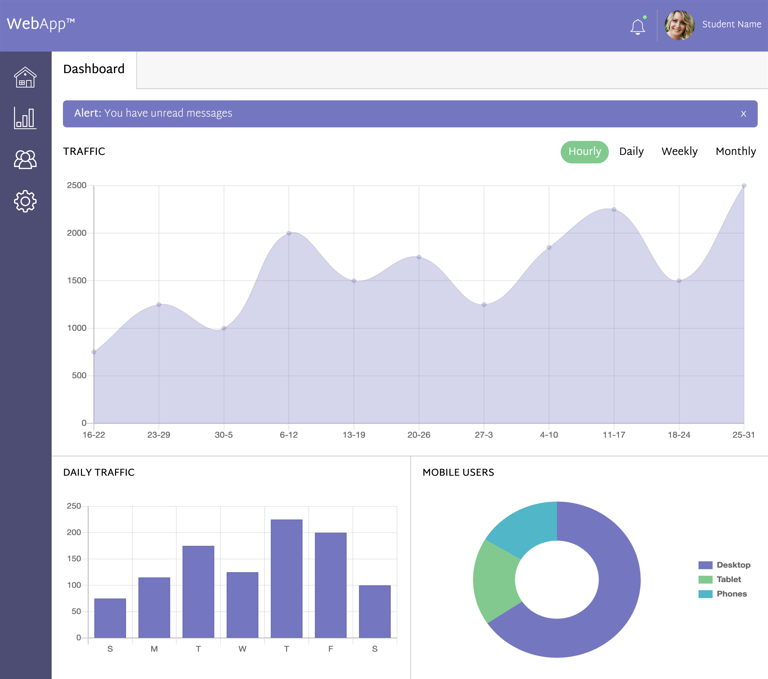 WebApp™
Student Name
Dashboard
Alert: You have unread messages
x
TRAFFIC
Hourly Daily Weekly Monthly
2500
2000
1500
1000
500
0
16-22 23-29 30-5 6-12 13-19 20-26 27-3 4-10 11-17 18-24 25-31
DAILY TRAFFIC
250
200
150
100
50
0
S M T W T F S
MOBILE USERS
Desktop
Tablet
Phones